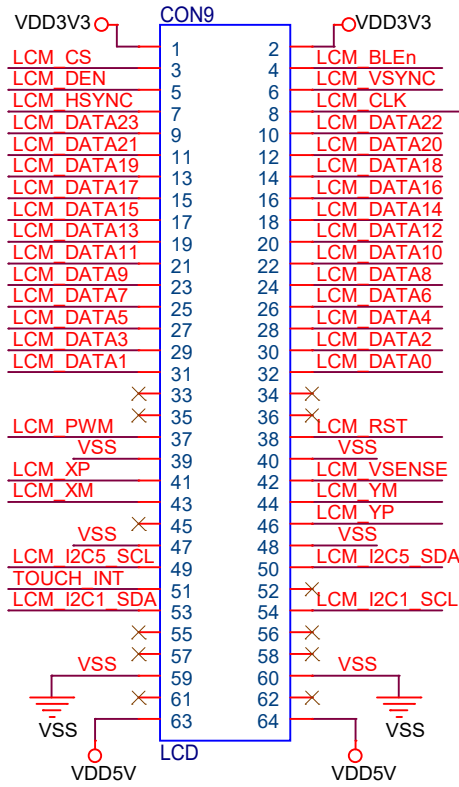 CON9
VDD3V3 VDD3V3
1 2
LCM_CS 3 4 LCM_BLEn
LCM_DEN 5 6 LCM_VSYNC
LCM_HSYNC 7 8 LCM_CLK
LCM_DATA23 9 10 LCM_DATA22
LCM_DATA21 11 12 LCM_DATA20
LCM_DATA19 13 14 LCM_DATA18
LCM_DATA17 15 16 LCM_DATA16
LCM_DATA15 17 18 LCM_DATA14
LCM_DATA13 19 20 LCM_DATA12
LCM_DATA11 21 22 LCM_DATA10
LCM_DATA9 23 24 LCM_DATA8
LCM_DATA7 25 26 LCM_DATA6
LCM_DATA5 27 28 LCM_DATA4
LCM_DATA3 29 30 LCM_DATA2
LCM_DATA1 31 32 LCM_DATA0
33 34
35 36
LCM_PWM 37 38 LCM_RST
VSS 39 40 VSS
LCM_XP 41 42 LCM_VSENSE
LCM_XM 43 44 LCM_YM
45 46 LCM_YP
VSS 47 48 VSS
LCM_I2C5_SCL 49 50 LCM_I2C5_SDA
TOUCH_INT 51 52
LCM_I2C1_SDA 53 54 LCM_I2C1_SCL
55 56
57 58
VSS 59 60 VSS
61 62
VSS VSS
63 64
LCD
VDD5V VDD5V